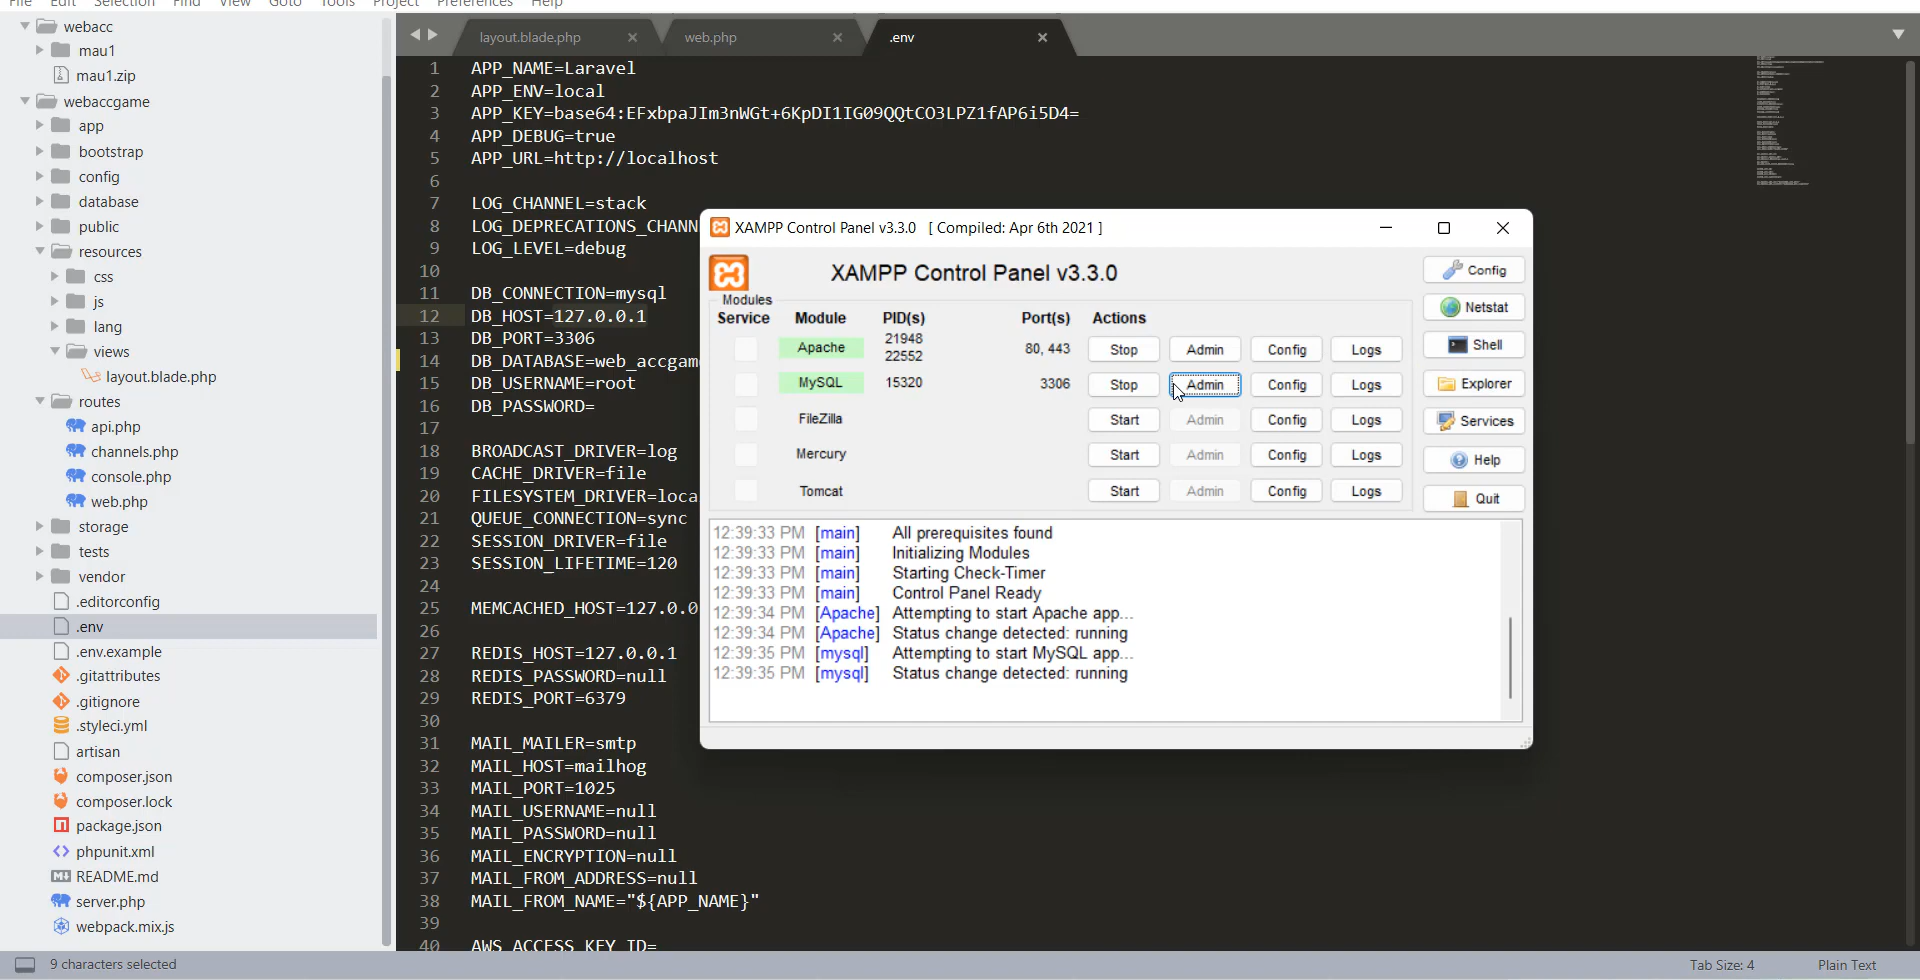 File Edit Selection Find View Goto Tools Project Preferences Help
webacc
mau1
mau1.zip
webaccgame
app
bootstrap
config
database
public
resources
css
js
lang
views
layout.blade.php
routes
api.php
channels.php
console.php
web.php
storage
tests
vendor
.editorconfig
.env
.env.example
.gitattributes
.gitignore
.styleci.yml
artisan
composer.json
composer.lock
package.json
phpunit.xml
README.md
server.php
webpack.mix.js
layout.blade.php web.php .env
1 APP_NAME=Laravel
2 APP_ENV=local
3 APP_KEY=base64:EFxbpaJIm3nWGt+6KpDI1IG09QQtCO3LPZ1fAP6i5D4=
4 APP_DEBUG=true
5 APP_URL=http://localhost
6
7 LOG_CHANNEL=stack
8 LOG_DEPRECATIONS_CHANN
9 LOG_LEVEL=debug
10
11 DB_CONNECTION=mysql
12 DB_HOST=127.0.0.1
13 DB_PORT=3306
14 DB_DATABASE=web_accgam
15 DB_USERNAME=root
16 DB_PASSWORD=
17
18 BROADCAST_DRIVER=log
19 CACHE_DRIVER=file
20 FILESYSTEM_DRIVER=loca
21 QUEUE_CONNECTION=sync
22 SESSION_DRIVER=file
23 SESSION_LIFETIME=120
24
25 MEMCACHED_HOST=127.0.0
26
27 REDIS_HOST=127.0.0.1
28 REDIS_PASSWORD=null
29 REDIS_PORT=6379
30
31 MAIL_MAILER=smtp
32 MAIL_HOST=mailhog
33 MAIL_PORT=1025
34 MAIL_USERNAME=null
35 MAIL_PASSWORD=null
36 MAIL_ENCRYPTION=null
37 MAIL_FROM_ADDRESS=null
38 MAIL_FROM_NAME="${APP_NAME}"
39
40 AWS_ACCESS_KEY_ID=
XAMPP Control Panel v3.3.0 [ Compiled: Apr 6th 2021 ]
XAMPP Control Panel v3.3.0
Modules
Service Module PID(s) Port(s) Actions
Apache 21948 22552 80, 443 Stop Admin Config Logs
MySQL 15320 3306 Stop Admin Config Logs
FileZilla Start Admin Config Logs
Mercury Start Admin Config Logs
Tomcat Start Admin Config Logs
Config
Netstat
Shell
Explorer
Services
Help
Quit
12:39:33 PM [main] All prerequisites found
12:39:33 PM [main] Initializing Modules
12:39:33 PM [main] Starting Check-Timer
12:39:33 PM [main] Control Panel Ready
12:39:34 PM [Apache] Attempting to start Apache app...
12:39:34 PM [Apache] Status change detected: running
12:39:35 PM [mysql] Attempting to start MySQL app...
12:39:35 PM [mysql] Status change detected: running
9 characters selected Tab Size: 4 Plain Text